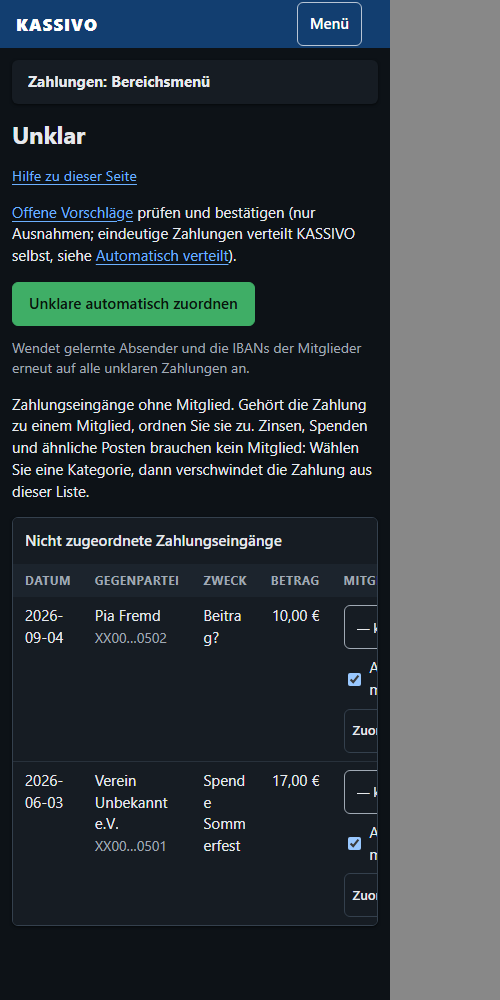 KASSIVO
Menü
Zahlungen: Bereichsmenü
Unklar
Hilfe zu dieser Seite
Offene Vorschläge prüfen und bestätigen (nur
Ausnahmen; eindeutige Zahlungen verteilt KASSIVO
selbst, siehe Automatisch verteilt).
Unklare automatisch zuordnen
Wendet gelernte Absender und die IBANs der Mitglieder
erneut auf alle unklaren Zahlungen an.
Zahlungseingänge ohne Mitglied. Gehört die Zahlung
zu einem Mitglied, ordnen Sie sie zu. Zinsen, Spenden
und ähnliche Posten brauchen kein Mitglied: Wählen
Sie eine Kategorie, dann verschwindet die Zahlung aus
dieser Liste.
Nicht zugeordnete Zahlungseingänge
DATUM GEGENPARTEI ZWECK BETRAG MITG
2026-
09-04
Pia Fremd
XX00…0502
Beitra
g?
10,00 €
— k
A
m
Zuor
2026-
06-03
Verein
Unbekannt
e.V.
XX00…0501
Spend
e
Somm
erfest
17,00 €
— k
A
m
Zuor